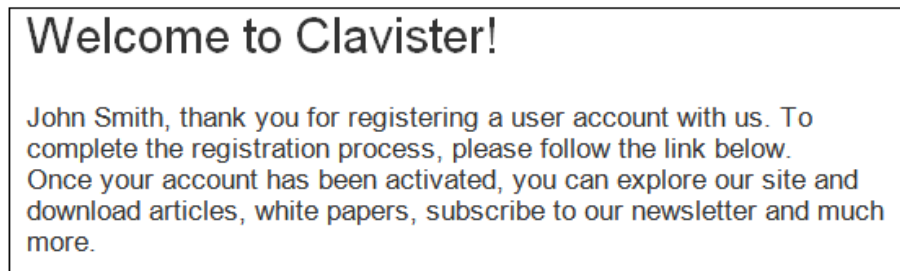 Welcome to Clavister!
John Smith, thank you for registering a user account with us. To
complete the registration process, please follow the link below.
Once your account has been activated, you can explore our site and
download articles, white papers, subscribe to our newsletter and much
more.